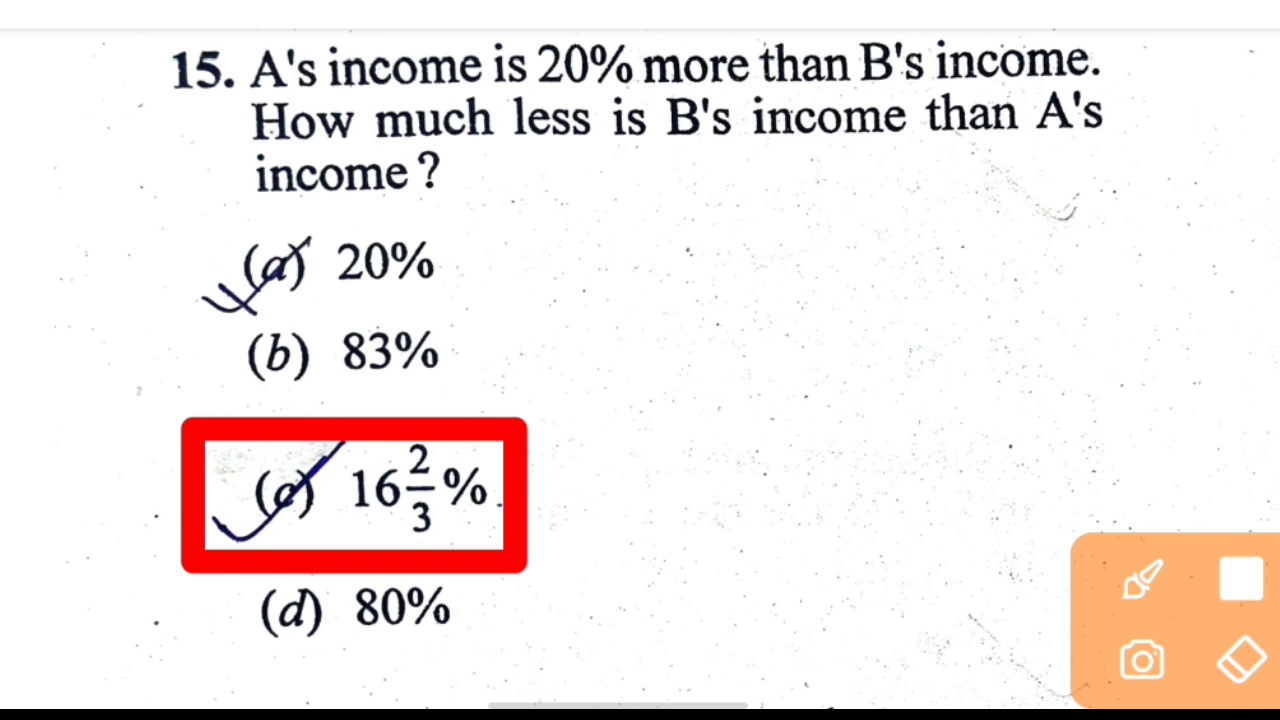 15. A's income is 20% more than B's income.
How much less is B's income than A's
income ?
(a) 20%
(b) 83%
(c) 16 2/3 %
(d) 80%